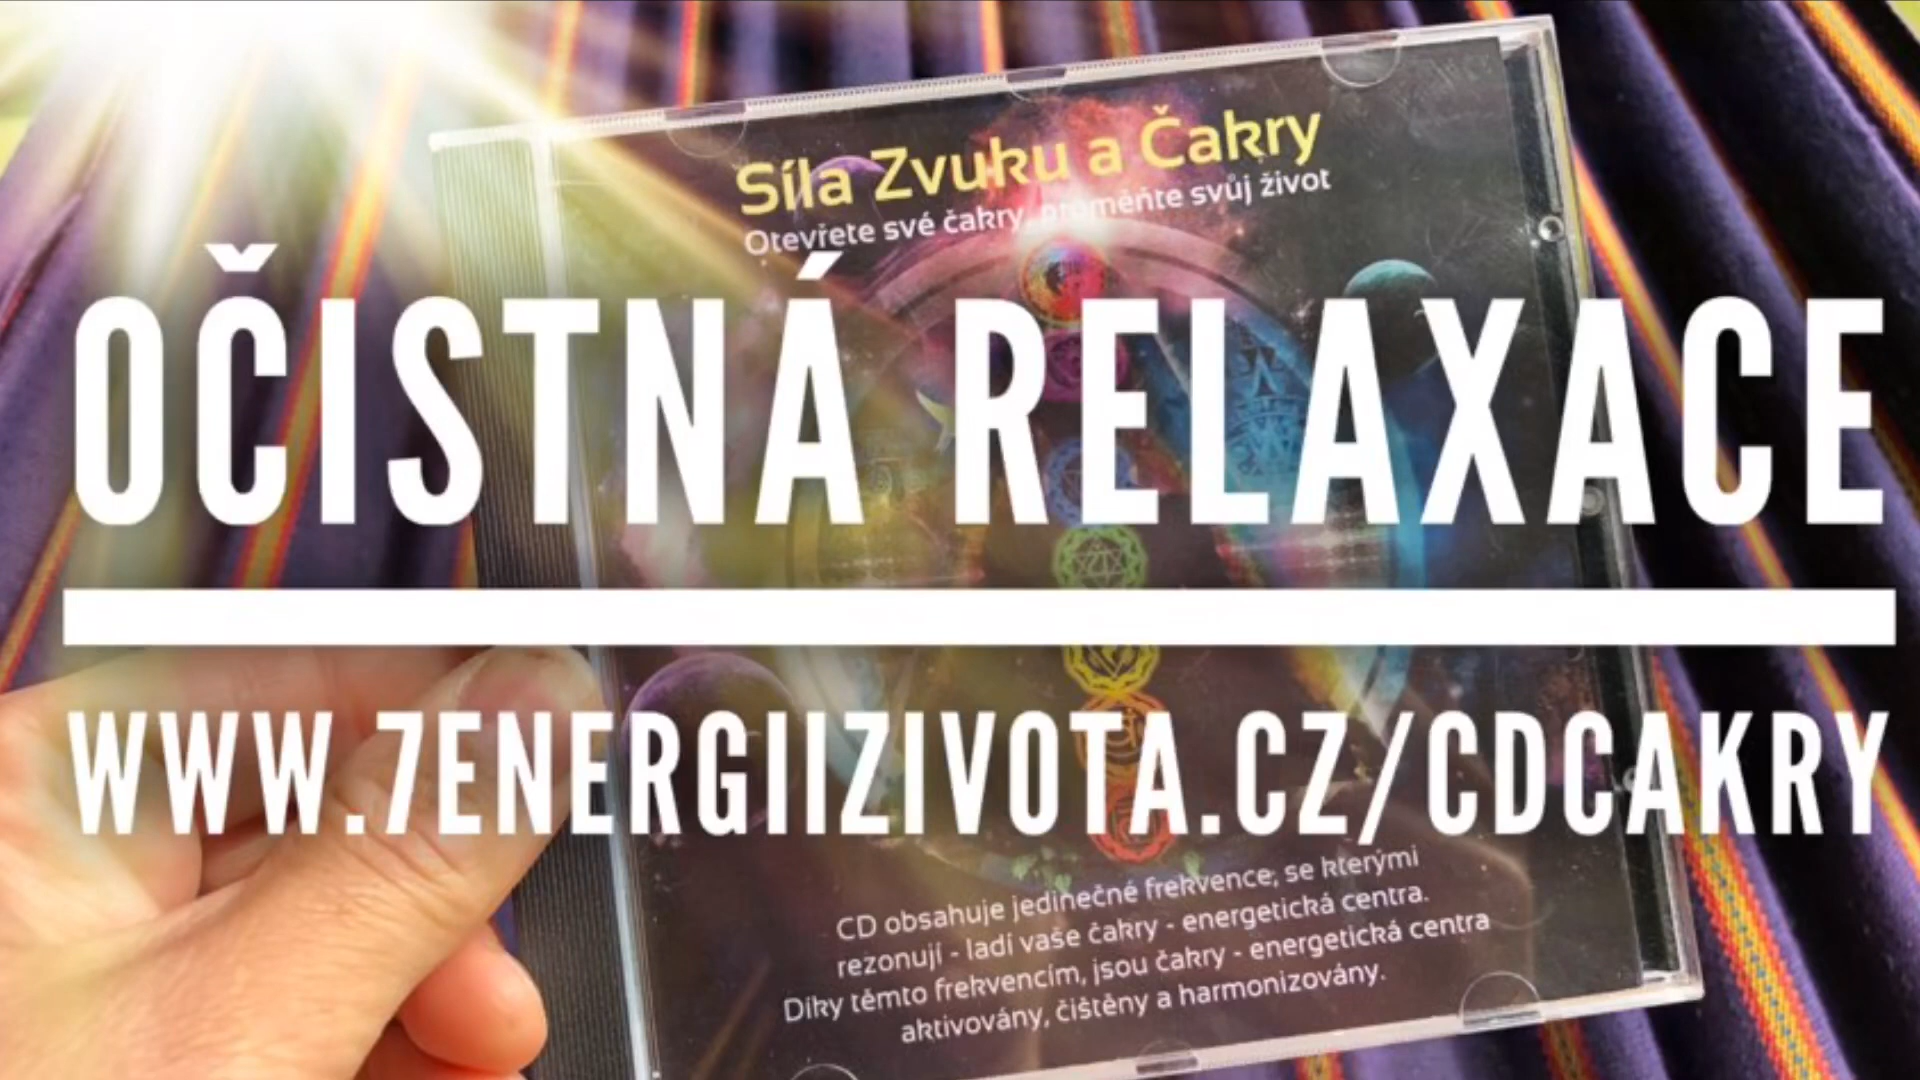 Síla Zvuku a Čakry
Otevřete své čakry, proměňte svůj život
OČISTNÁ RELAXACE
WWW.7ENERGIIZIVOTA.CZ/CDCAKRY
CD obsahuje jedinečné frekvence, se kterými
rezonují - ladí vaše čakry - energetická centra.
Díky těmto frekvencím, jsou čakry - energetická centra
aktivovány, čištěny a harmonizovány.